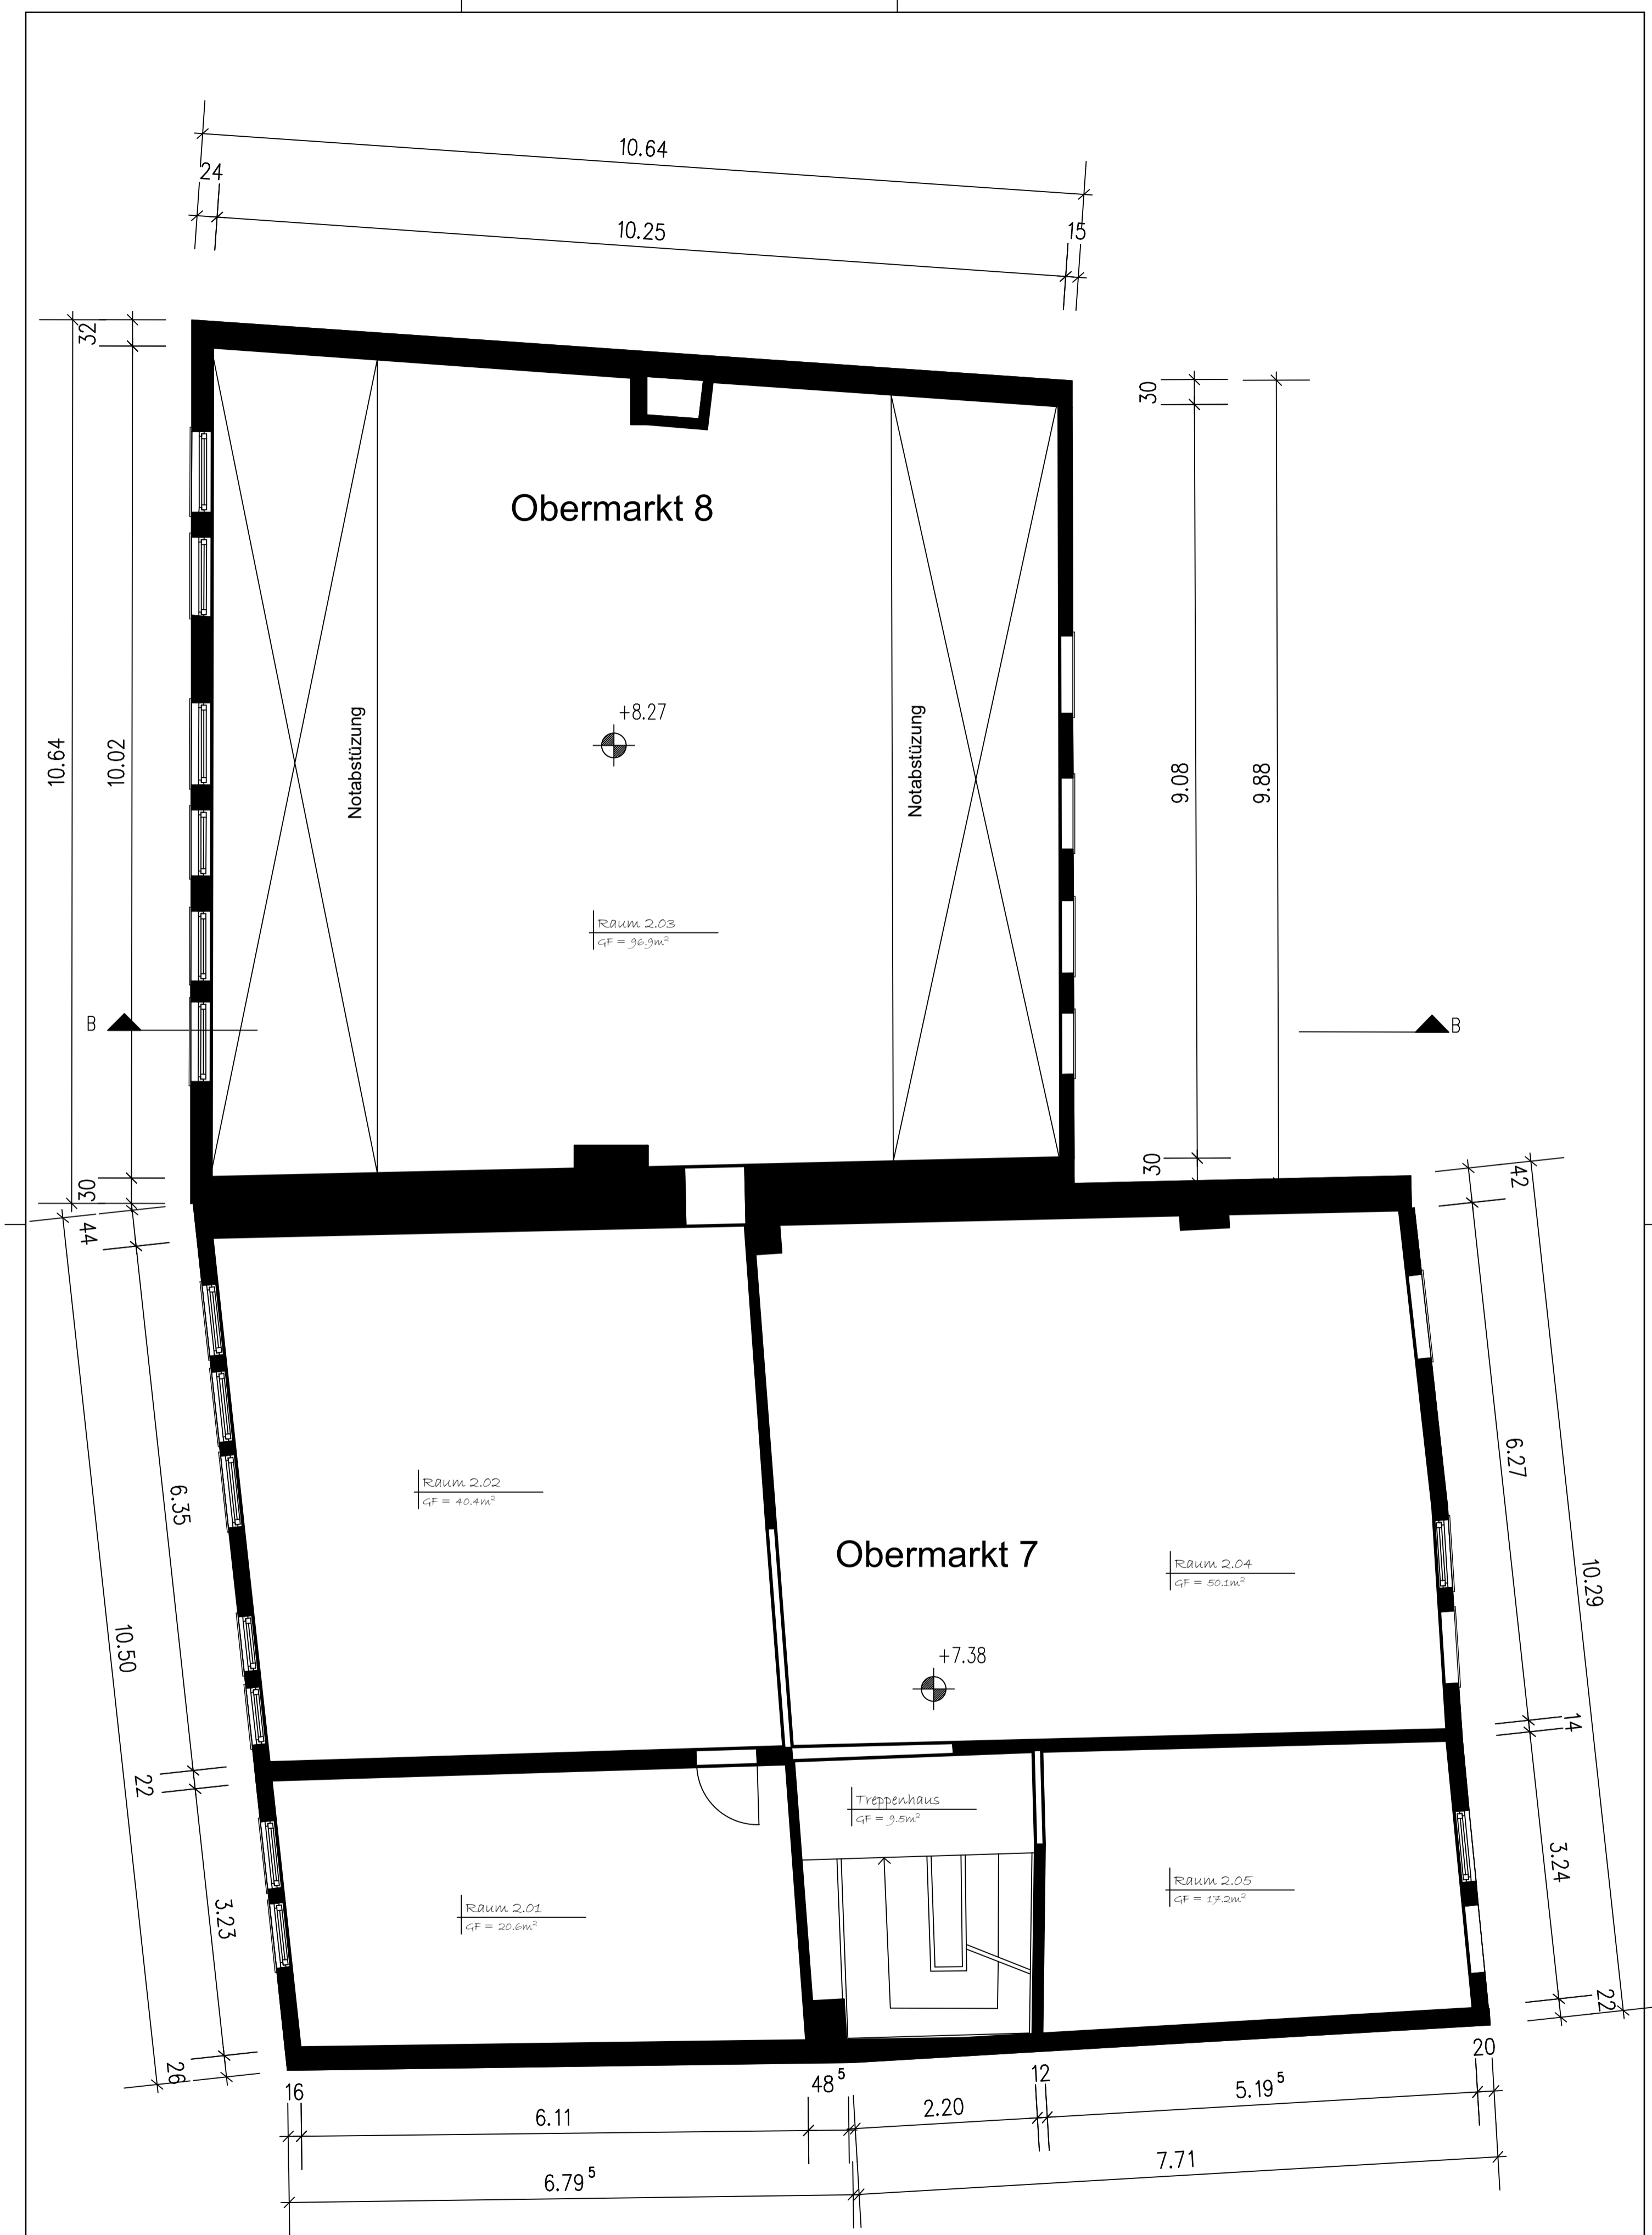 10.64
24
10.25
15
32
30
Obermarkt 8
Notabstüzung
Notabstüzung
+8.27
10.64
10.02
9.08
9.88
Raum 2.03
GF = 96.9m²
B
B
30
30
44
42
Raum 2.02
GF = 40.4m²
6.35
6.27
Obermarkt 7
Raum 2.04
GF = 50.1m²
10.50
10.29
+7.38
22
14
Treppenhaus
GF = 9.5m²
Raum 2.01
GF = 20.6m²
Raum 2.05
GF = 17.2m²
3.23
3.24
26
22
16
48⁵
12
20
6.11
2.20
5.19⁵
6.79⁵
7.71